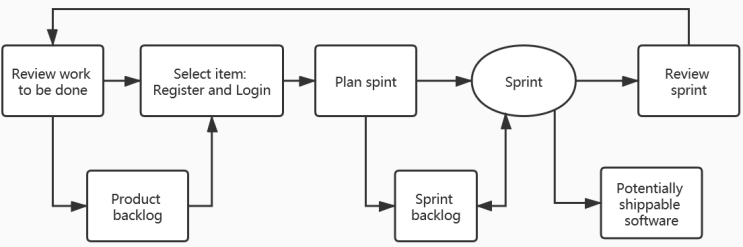 Review work
to be done
Select item:
Register and Login
Plan spint
Sprint
Review
sprint
Product
backlog
Sprint
backlog
Potentially
shippable
software